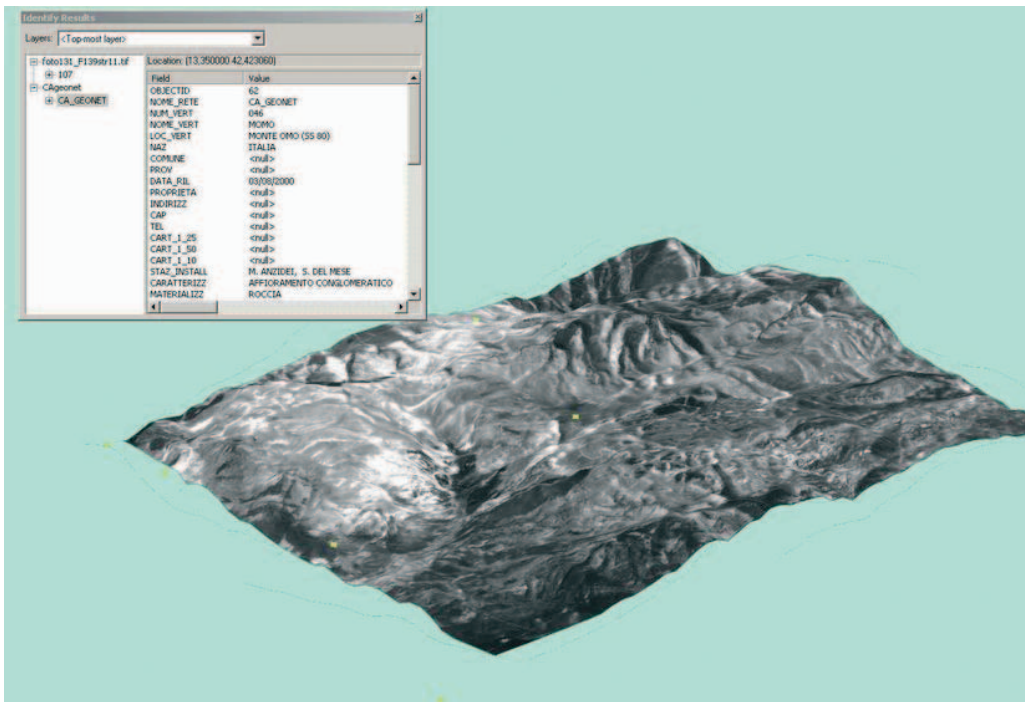 Identify Results
Layers: <Top-most layer>
foto131_F139str11.tif
107
CAgeonet
CA_GEONET
Location: (13,350000 42,423060)
Field Value
OBJECTID 62
NOME_RETE CA_GEONET
NUM_VERT 046
NOME_VERT MOMO
LOC_VERT MONTE OMO (SS 80)
NAZ ITALIA
COMUNE <null>
PROV <null>
DATA_RIL 03/08/2000
PROPRIETA <null>
INDIRIZZ <null>
CAP <null>
TEL <null>
CART_1_25 <null>
CART_1_50 <null>
CART_1_10 <null>
STAZ_INSTALL M. ANZIDEI, S. DEL MESE
CARATTERIZZ AFFIORAMENTO CONGLOMERATICO
MATERIALIZZ ROCCIA